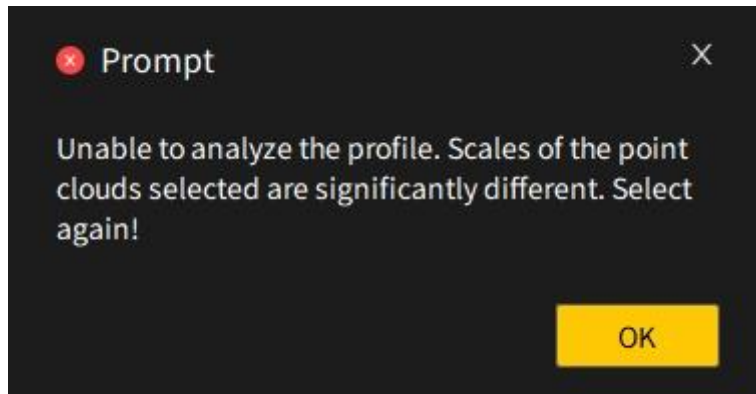 Prompt
X
Unable to analyze the profile. Scales of the point
clouds selected are significantly different. Select
again!
OK